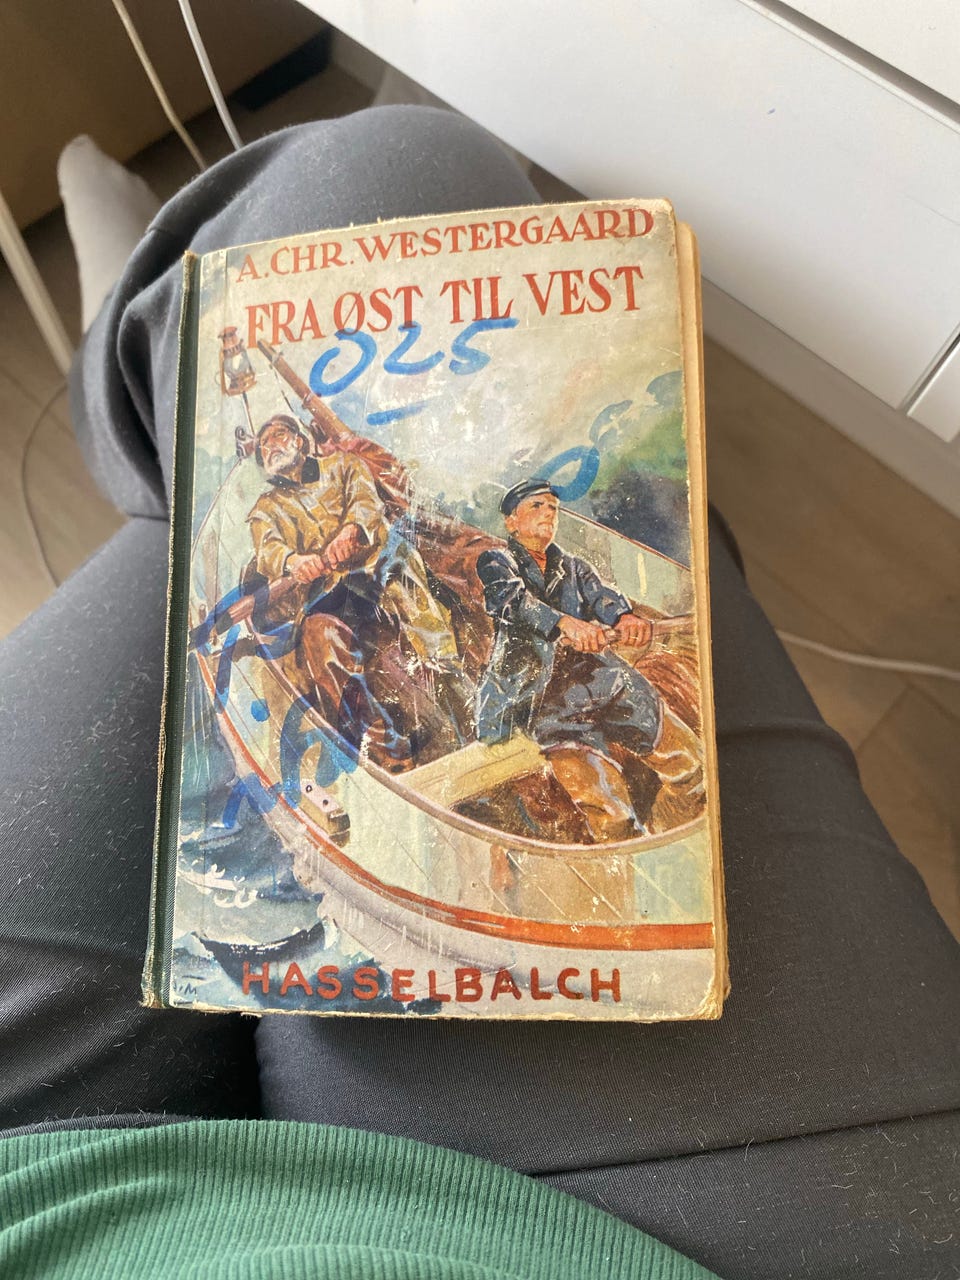 A. CHR. WESTERGAARD
FRA ØST TIL VEST
025
HASSELBALCH